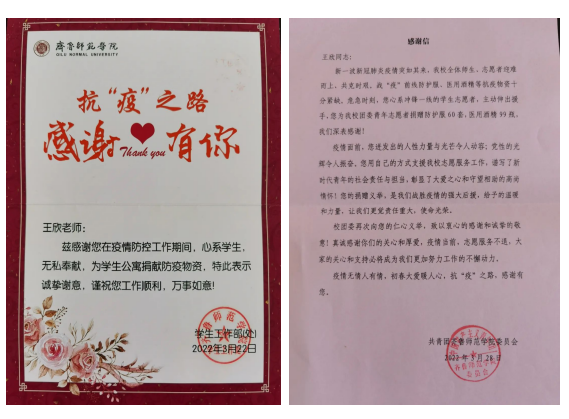 齐鲁师范学院
QILU NORMAL UNIVERSITY
抗“疫”之路
感谢 有你
Thank you
王欣老师:
兹感谢您在疫情防控工作期间，心系学生，
无私奉献，为学生公寓捐献防疫物资，特此表示
诚挚谢意，谨祝您工作顺利，万事如意!
学生工作部(处)
2022年3月22日
感谢信
王欣同志:
新一波新冠肺炎疫情突如其来，我校全体师生、志愿者迎难
而上，共克时艰。战“疫”前线防护服、医用酒精等抗疫物资十
分紧缺。危急时刻，您心系冲锋一线的学生志愿者，主动伸出援
手，您为我校团委青年志愿者捐赠防护服60套，医用酒精99瓶，
我们深表感谢!
疫情面前，您迸发出的人性力量与光芒令人动容；党性的光
辉令人振奋。您用自己的方式支援我校志愿服务工作，谱写了新
时代青年的社会责任与担当，彰显了大爱之心和守望相助的高尚
情怀! 您的捐赠义举，是我们战胜疫情的强大后援，给予的温暖
和力量，让我们更觉责任重大、使命光荣。
校团委再次向您的仁心义举，致以衷心的感谢和诚挚的敬
意! 真诚感谢你们的关心和厚爱，疫情当前，志愿服务不退，大
家的关心和支持必将成为我们更加努力工作的不懈动力。
疫情无情人有情，初春大爱暖人心，抗“疫”之路，感谢有
您。
共青团齐鲁师范学院委员会
2022年3月28日